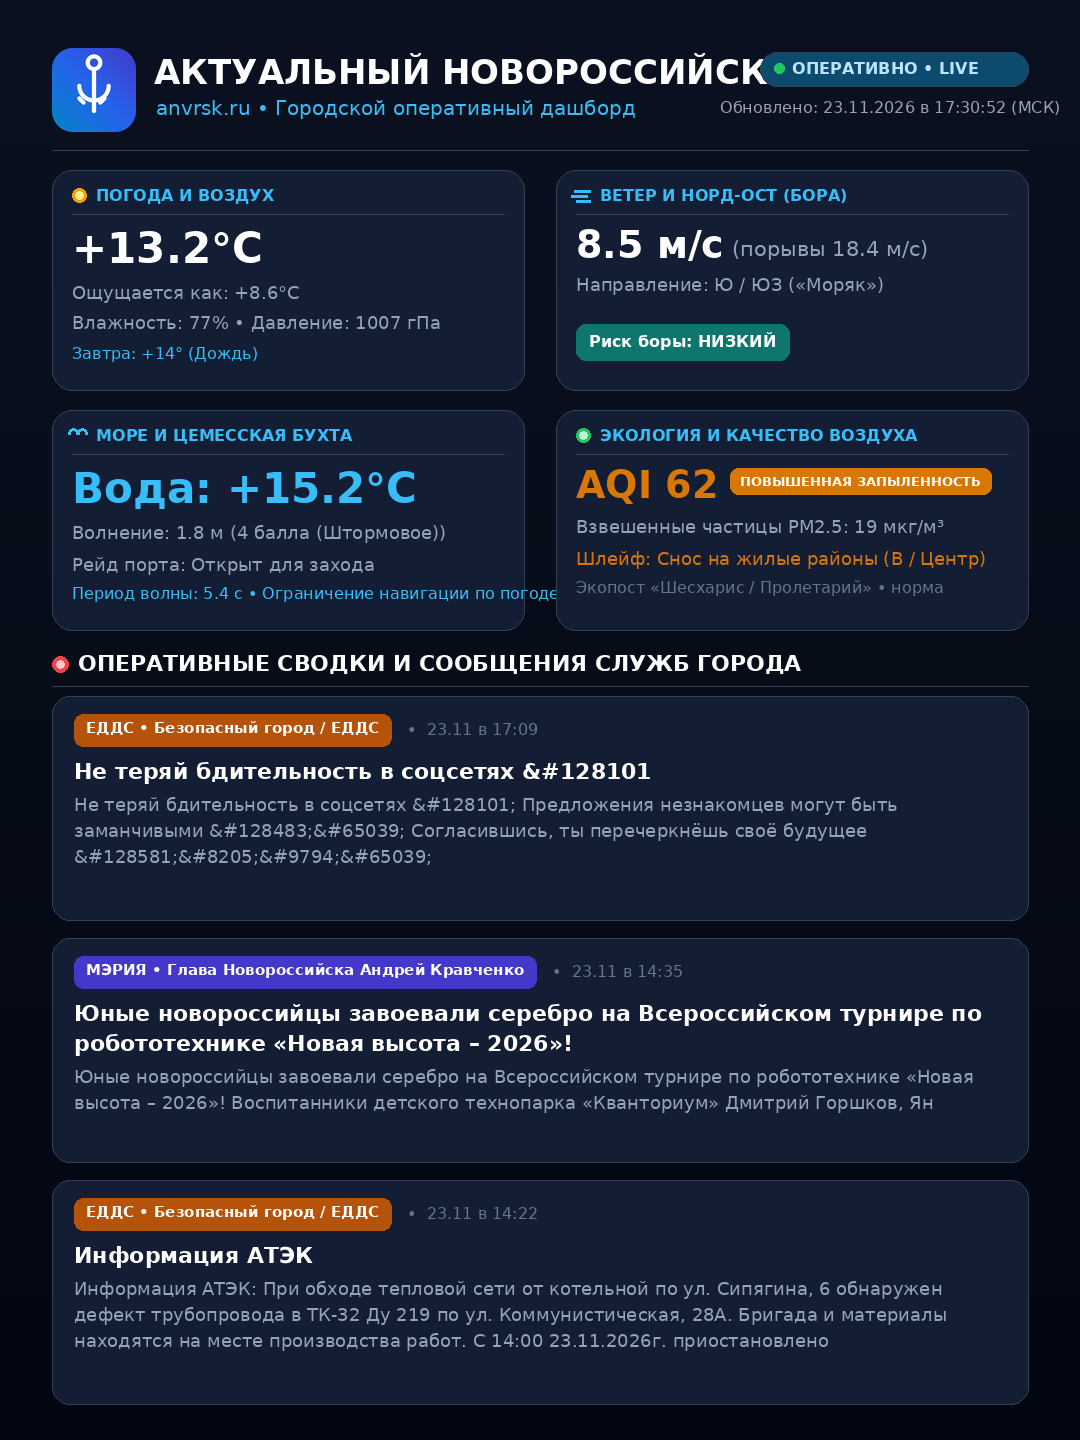 АКТУАЛЬНЫЙ НОВОРОССИЙСК
ОПЕРАТИВНО • LIVE
anvrsk.ru • Городской оперативный дашборд
Обновлено: 23.11.2026 в 17:30:52 (МСК)
ПОГОДА И ВОЗДУХ
+13.2°C
Ощущается как: +8.6°C
Влажность: 77% • Давление: 1007 гПа
Завтра: +14° (Дождь)
ВЕТЕР И НОРД-ОСТ (БОРА)
8.5 м/с (порывы 18.4 м/с)
Направление: Ю / ЮЗ («Моряк»)
Риск боры: НИЗКИЙ
МОРЕ И ЦЕМЕССКАЯ БУХТА
Вода: +15.2°C
Волнение: 1.8 м (4 балла (Штормовое))
Рейд порта: Открыт для захода
Период волны: 5.4 с • Ограничение навигации по погоде
ЭКОЛОГИЯ И КАЧЕСТВО ВОЗДУХА
AQI 62 ПОВЫШЕННАЯ ЗАПЫЛЕННОСТЬ
Взвешенные частицы PM2.5: 19 мкг/м³
Шлейф: Снос на жилые районы (В / Центр)
Экопост «Шесхарис / Пролетарий» • норма
ОПЕРАТИВНЫЕ СВОДКИ И СООБЩЕНИЯ СЛУЖБ ГОРОДА
ЕДДС • Безопасный город / ЕДДС • 23.11 в 17:09
Не теряй бдительность в соцсетях &#128101
Не теряй бдительность в соцсетях &#128101; Предложения незнакомцев могут быть
заманчивыми &#128483;&#65039; Согласившись, ты перечеркнёшь своё будущее
&#128581;&#8205;&#9794;&#65039;
МЭРИЯ • Глава Новороссийска Андрей Кравченко • 23.11 в 14:35
Юные новороссийцы завоевали серебро на Всероссийском турнире по
робототехнике «Новая высота – 2026»!
Юные новороссийцы завоевали серебро на Всероссийском турнире по робототехнике «Новая
высота – 2026»! Воспитанники детского технопарка «Кванториум» Дмитрий Горшков, Ян
ЕДДС • Безопасный город / ЕДДС • 23.11 в 14:22
Информация АТЭК
Информация АТЭК: При обходе тепловой сети от котельной по ул. Сипягина, 6 обнаружен
дефект трубопровода в ТК-32 Ду 219 по ул. Коммунистическая, 28А. Бригада и материалы
находятся на месте производства работ. С 14:00 23.11.2026г. приостановлено